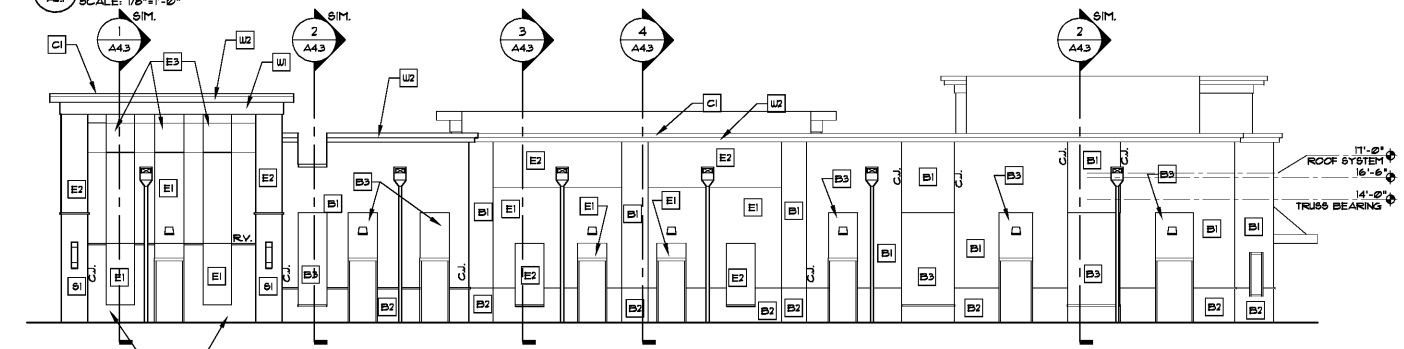 SCALE: 1/8"=1'-0"
1 SIM.
A4.3
2 SIM.
A4.3
3
A4.3
4
A4.3
2 SIM.
A4.3
C1
E3
W2
W1
W2
C1
W2
E2
E1
E2
E2
E2
B1
B3
B3
B1
B3
C.J.
C.J.
B1
C.J.
B1
C.J.
B3
17'-0"
ROOF SYSTEM
16'-6"
14'-0"
TRUSS BEARING
B1
E1
E1
B1
E1
E1
B1
B1
B1
B1
B1
R.V.
S1
C.J.
E1
E1
S1
C.J.
B3
B2
C.J.
B2
E2
B2
E2
B2
B2
B3
B2
B3
B2
B2